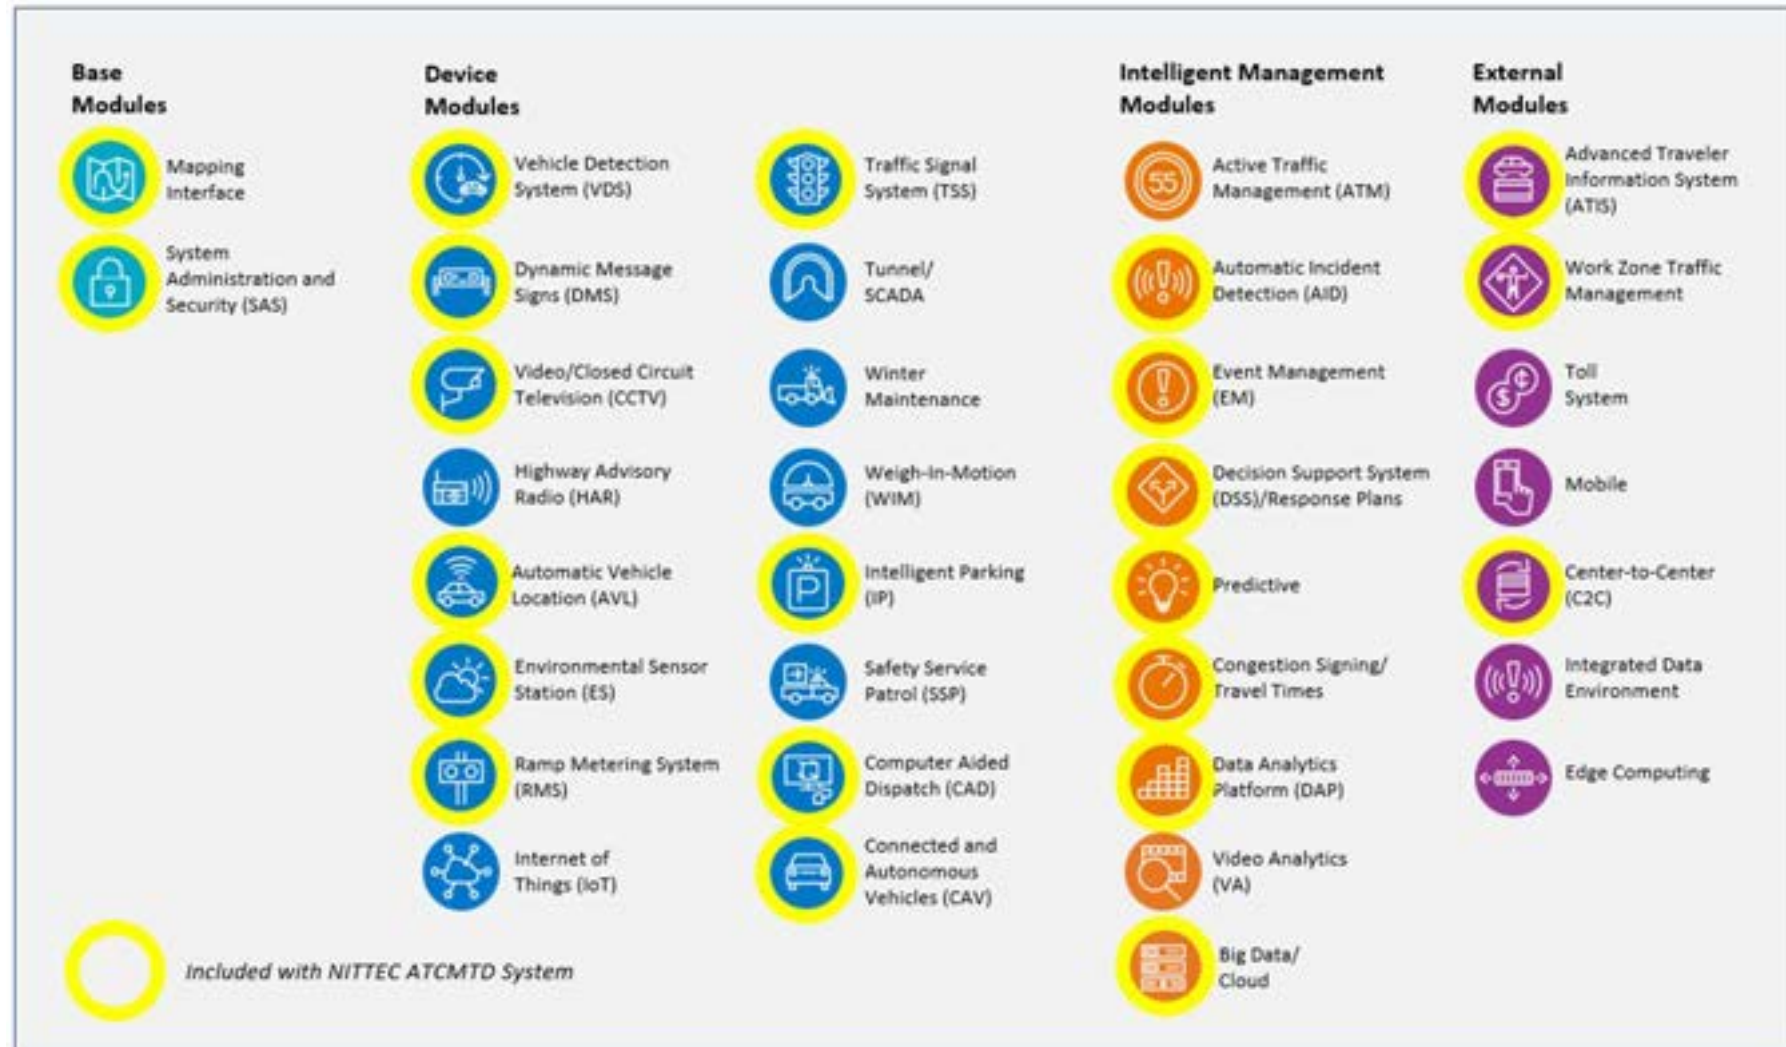 Base
Modules
Mapping
Interface
System
Administration and
Security (SAS)
Device
Modules
Vehicle Detection
System (VDS)
Dynamic Message
Signs (DMS)
Video/Closed Circuit
Television (CCTV)
Highway Advisory
Radio (HAR)
Automatic Vehicle
Location (AVL)
Environmental Sensor
Station (ES)
Ramp Metering System
(RMS)
Internet of
Things (IoT)
Traffic Signal
System (TSS)
Tunnel/
SCADA
Winter
Maintenance
Weigh-In-Motion
(WIM)
P
Intelligent Parking
(IP)
Safety Service
Patrol (SSP)
Computer Aided
Dispatch (CAD)
Connected and
Autonomous
Vehicles (CAV)
Intelligent Management
Modules
55
Active Traffic
Management (ATM)
Automatic Incident
Detection (AID)
Event Management
(EM)
Decision Support System
(DSS)/Response Plans
Predictive
Congestion Signing/
Travel Times
Data Analytics
Platform (DAP)
Video Analytics
(VA)
Big Data/
Cloud
External
Modules
Advanced Traveler
Information System
(ATIS)
Work Zone Traffic
Management
$ ¢
Toll
System
Mobile
Center-to-Center
(C2C)
Integrated Data
Environment
Edge Computing
Included with NITTEC ATCMTD System